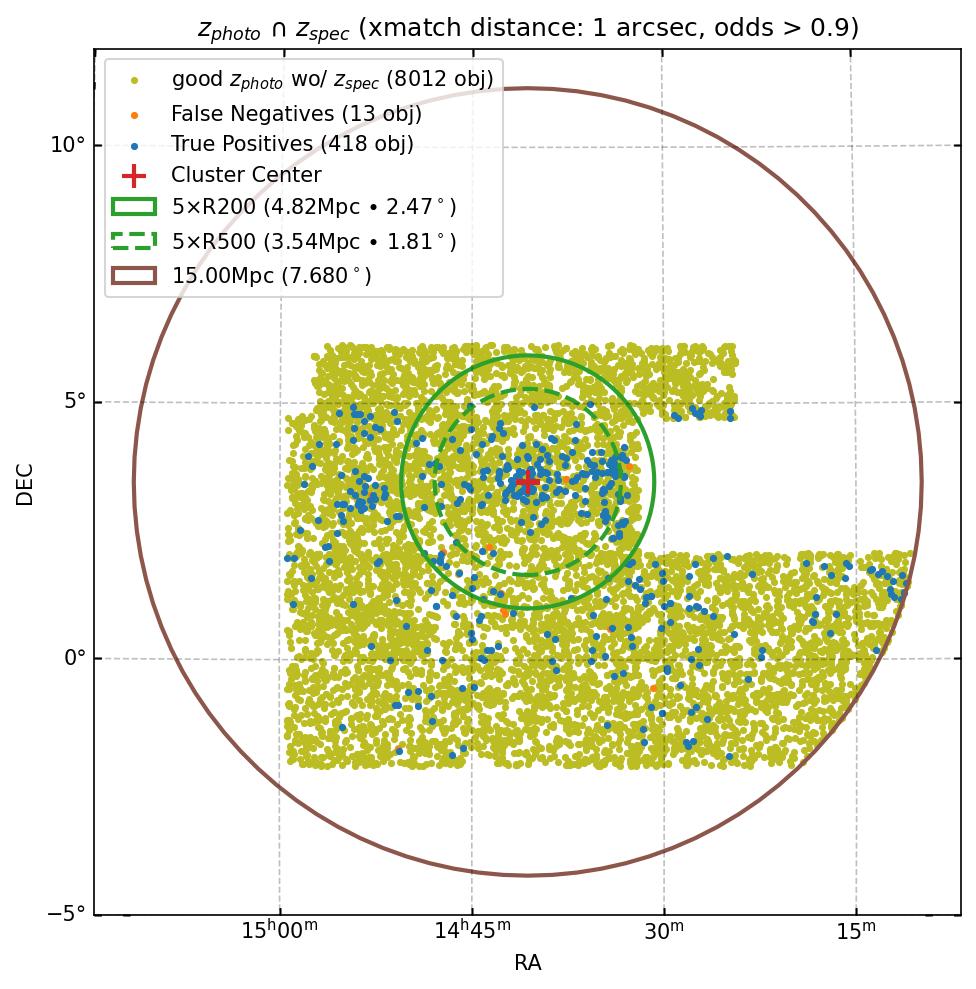 z_photo ∩ z_spec (xmatch distance: 1 arcsec, odds > 0.9)
good z_photo wo/ z_spec (8012 obj)
False Negatives (13 obj)
True Positives (418 obj)
Cluster Center
5×R200 (4.82Mpc • 2.47°)
5×R500 (3.54Mpc • 1.81°)
15.00Mpc (7.680°)
10°
5°
0°
−5°
DEC
15ʰ00ᵐ
14ʰ45ᵐ
30ᵐ
15ᵐ
RA